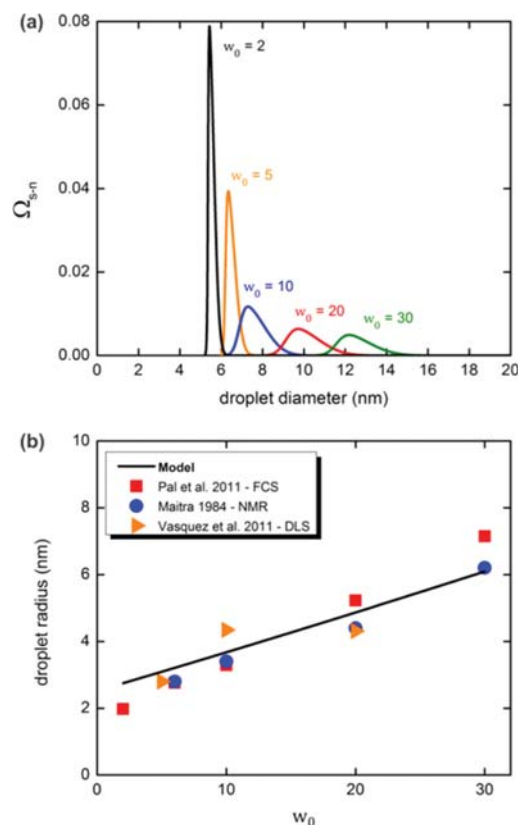 (a)
0.08
0.06
0.04
0.02
0.00
Ωs-n
w0 = 2
w0 = 5
w0 = 10
w0 = 20
w0 = 30
0 2 4 6 8 10 12 14 16 18 20
droplet diameter (nm)
(b)
10
8
6
4
2
0
droplet radius (nm)
Model
Pal et al. 2011 - FCS
Maitra 1984 - NMR
Vasquez et al. 2011 - DLS
0 10 20 30
w0